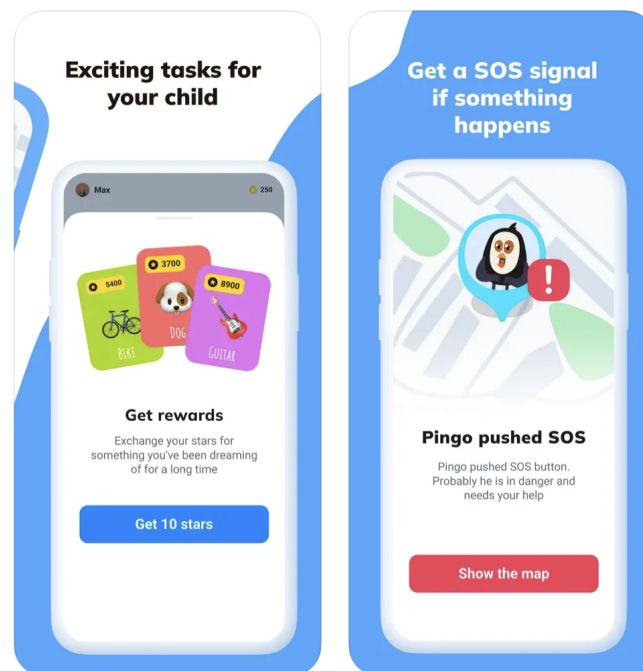 Exciting tasks for
your child
Max
250
5400
BIKE
3700
DOG
8900
GUITAR
Get rewards
Exchange your stars for
something you've been dreaming
of for a long time
Get 10 stars
Get a SOS signal
if something
happens
!
Pingo pushed SOS
Pingo pushed SOS button.
Probably he is in danger and
needs your help
Show the map